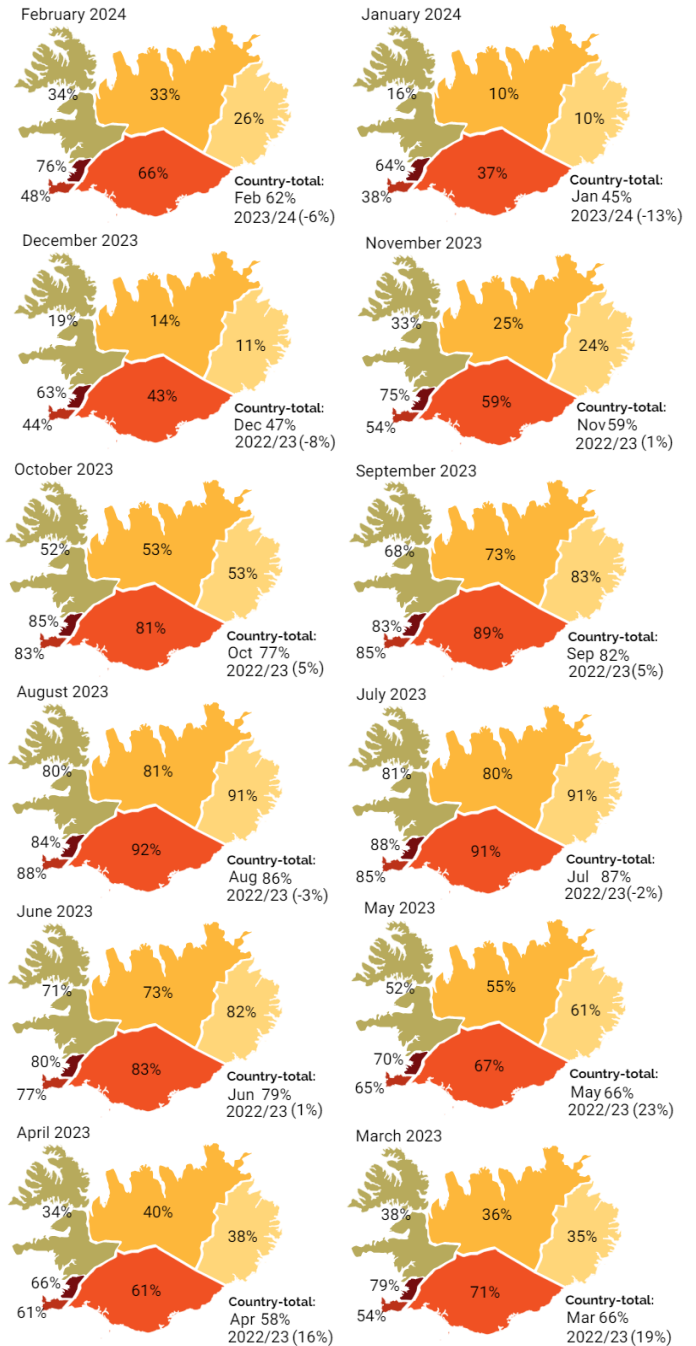 February 2024
34%
33%
26%
76%
66%
48%
Country-total:
Feb 62%
2023/24 (-6%)
January 2024
16%
10%
10%
64%
37%
38%
Country-total:
Jan 45%
2023/24 (-13%)
December 2023
19%
14%
11%
63%
43%
44%
Country-total:
Dec 47%
2022/23 (-8%)
November 2023
33%
25%
24%
75%
59%
54%
Country-total:
Nov 59%
2022/23 (1%)
October 2023
52%
53%
53%
85%
81%
83%
Country-total:
Oct 77%
2022/23 (5%)
September 2023
68%
73%
83%
83%
89%
85%
Country-total:
Sep 82%
2022/23 (5%)
August 2023
80%
81%
91%
84%
92%
88%
Country-total:
Aug 86%
2022/23 (-3%)
July 2023
81%
80%
91%
88%
91%
85%
Country-total:
Jul 87%
2022/23 (-2%)
June 2023
71%
73%
82%
80%
83%
77%
Country-total:
Jun 79%
2022/23 (1%)
May 2023
52%
55%
61%
70%
67%
65%
Country-total:
May 66%
2022/23 (23%)
April 2023
34%
40%
38%
66%
61%
61%
Country-total:
Apr 58%
2022/23 (16%)
March 2023
38%
36%
35%
79%
71%
54%
Country-total:
Mar 66%
2022/23 (19%)